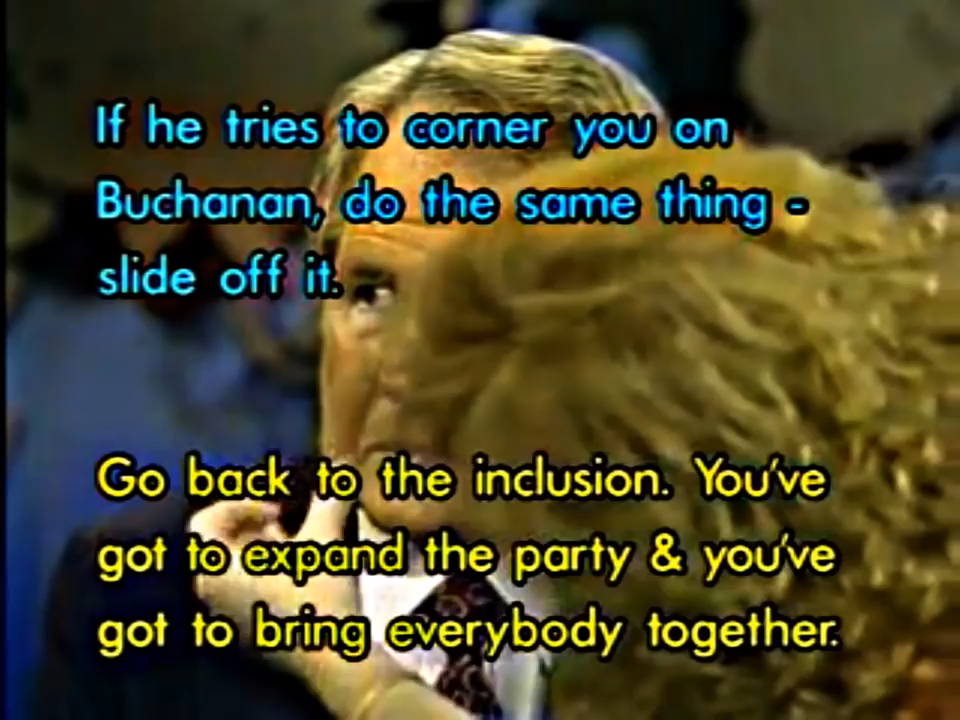 If he tries to corner you on
Buchanan, do the same thing -
slide off it.
Go back to the inclusion. You've
got to expand the party & you've
got to bring everybody together.